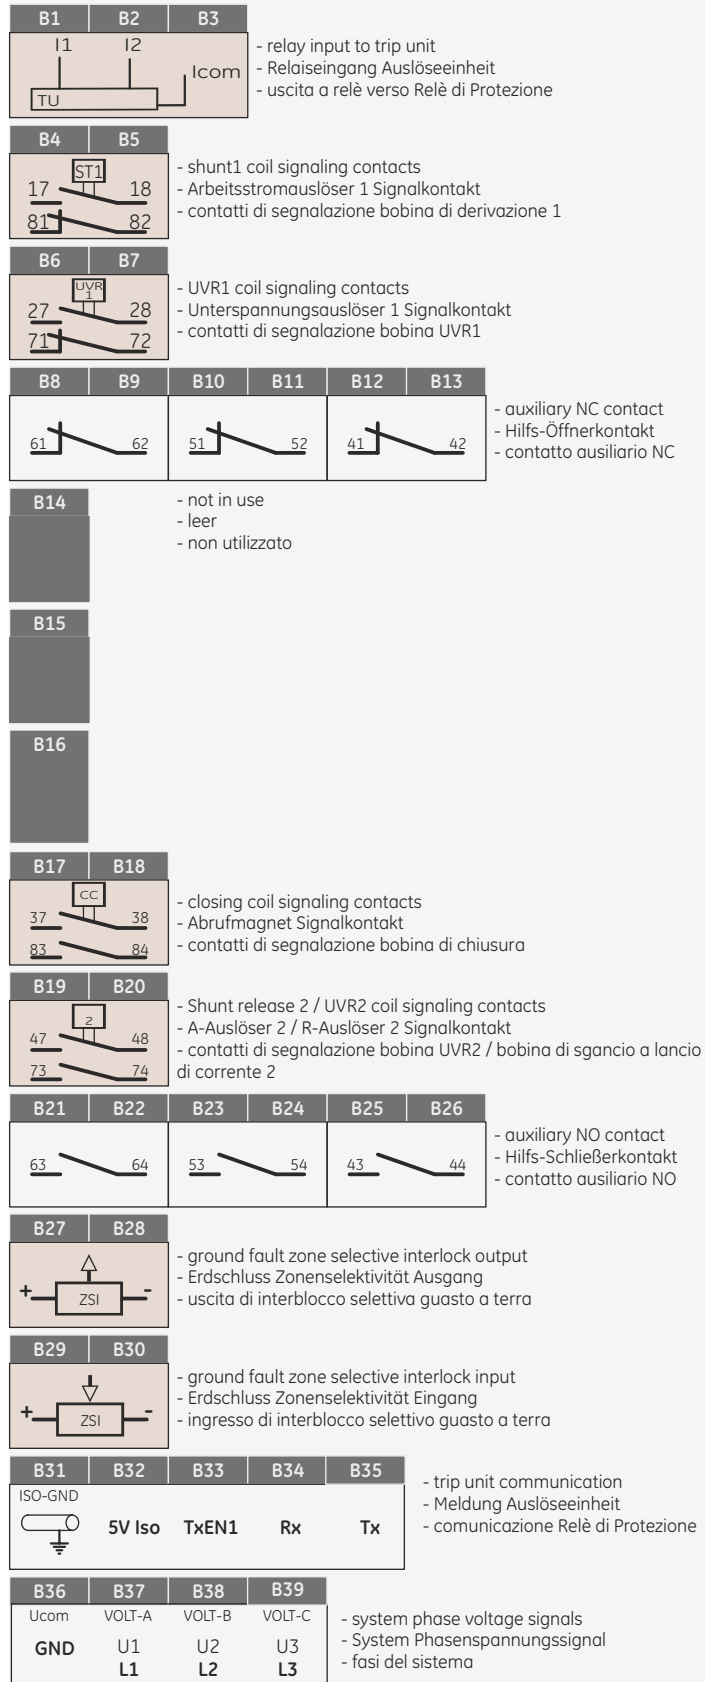 B1 B2 B3
I1 I2
Icom
TU
- relay input to trip unit
- Relaiseingang Auslöseeinheit
- uscita a relè verso Relè di Protezione
B4 B5
ST1
17 18
81 82
- shunt1 coil signaling contacts
- Arbeitsstromauslöser 1 Signalkontakt
- contatti di segnalazione bobina di derivazione 1
B6 B7
UVR
1
27 28
71 72
- UVR1 coil signaling contacts
- Unterspannungsauslöser 1 Signalkontakt
- contatti di segnalazione bobina UVR1
B8 B9 B10 B11 B12 B13
61 62 51 52 41 42
- auxiliary NC contact
- Hilfs-Öffnerkontakt
- contatto ausiliario NC
B14
- not in use
- leer
- non utilizzato
B15
B16
B17 B18
CC
37 38
83 84
- closing coil signaling contacts
- Abrufmagnet Signalkontakt
- contatti di segnalazione bobina di chiusura
B19 B20
2
47 48
73 74
- Shunt release 2 / UVR2 coil signaling contacts
- A-Auslöser 2 / R-Auslöser 2 Signalkontakt
- contatti di segnalazione bobina UVR2 / bobina di sgancio a lancio
di corrente 2
B21 B22 B23 B24 B25 B26
63 64 53 54 43 44
- auxiliary NO contact
- Hilfs-Schließerkontakt
- contatto ausiliario NO
B27 B28
+ ZSI -
- ground fault zone selective interlock output
- Erdschluss Zonenselektivität Ausgang
- uscita di interblocco selettiva guasto a terra
B29 B30
+ ZSI -
- ground fault zone selective interlock input
- Erdschluss Zonenselektivität Eingang
- ingresso di interblocco selettivo guasto a terra
B31 B32 B33 B34 B35
ISO-GND
5V Iso TxEN1 Rx Tx
- trip unit communication
- Meldung Auslöseeinheit
- comunicazione Relè di Protezione
B36 B37 B38 B39
Ucom VOLT-A VOLT-B VOLT-C
GND U1 U2 U3
L1 L2 L3
- system phase voltage signals
- System Phasenspannungssignal
- fasi del sistema